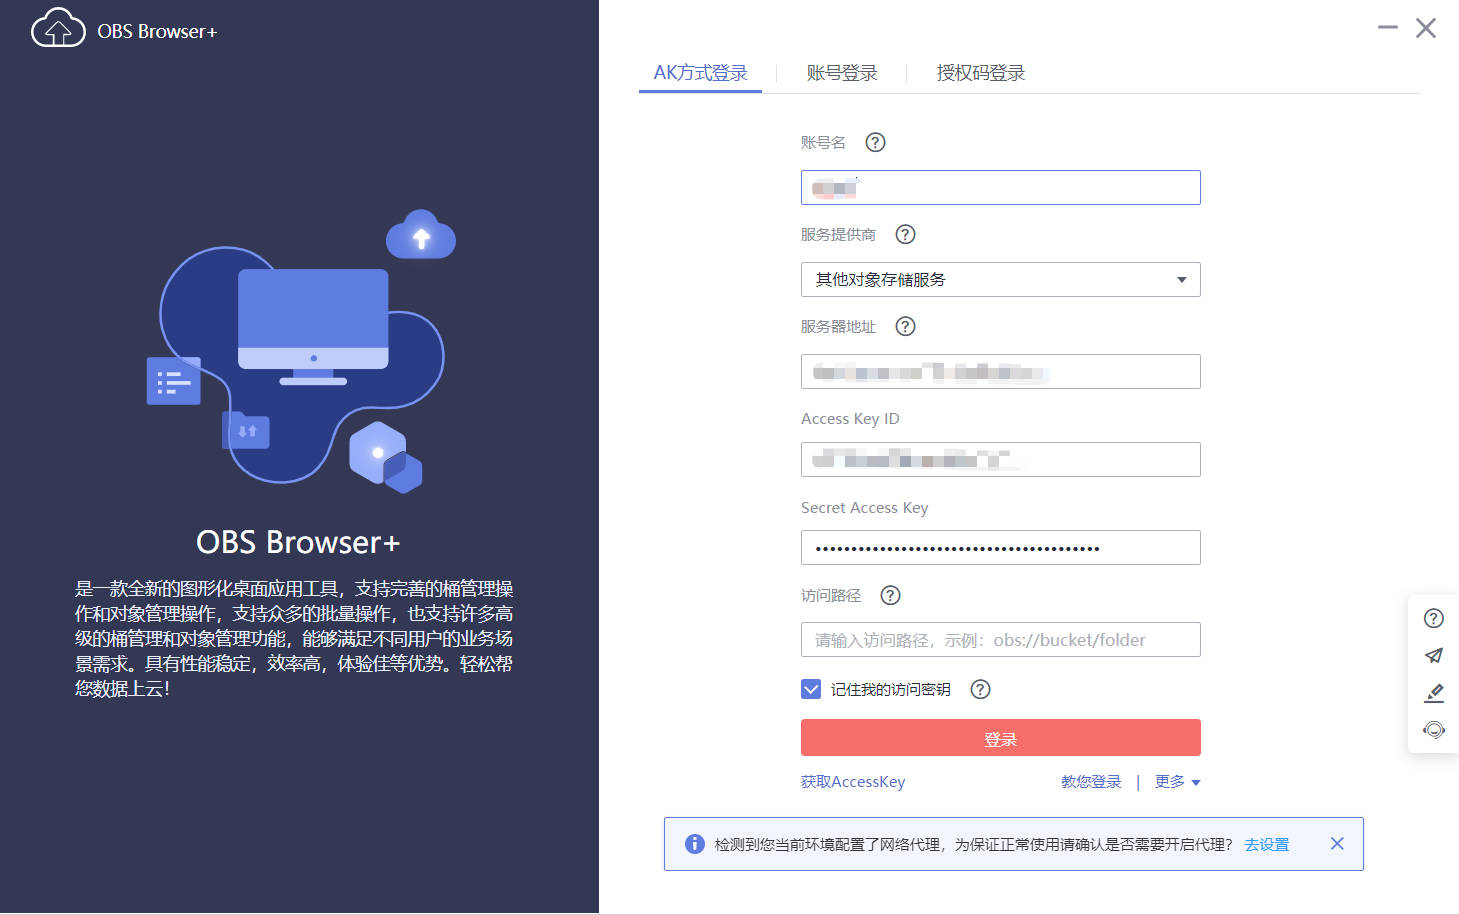 OBS Browser+
AK方式登录
账号登录
授权码登录
账号名
服务提供商
其他对象存储服务
服务器地址
Access Key ID
Secret Access Key
访问路径
请输入访问路径，示例：obs://bucket/folder
记住我的访问密钥
登录
获取AccessKey
教您登录
更多
检测到您当前环境配置了网络代理，为保证正常使用请确认是否需要开启代理？ 去设置
OBS Browser+
是一款全新的图形化桌面应用工具，支持完善的桶管理操
作和对象管理操作，支持众多的批量操作，也支持许多高
级的桶管理和对象管理功能，能够满足不同用户的业务场
景需求。具有性能稳定，效率高，体验佳等优势。轻松帮
您数据上云！